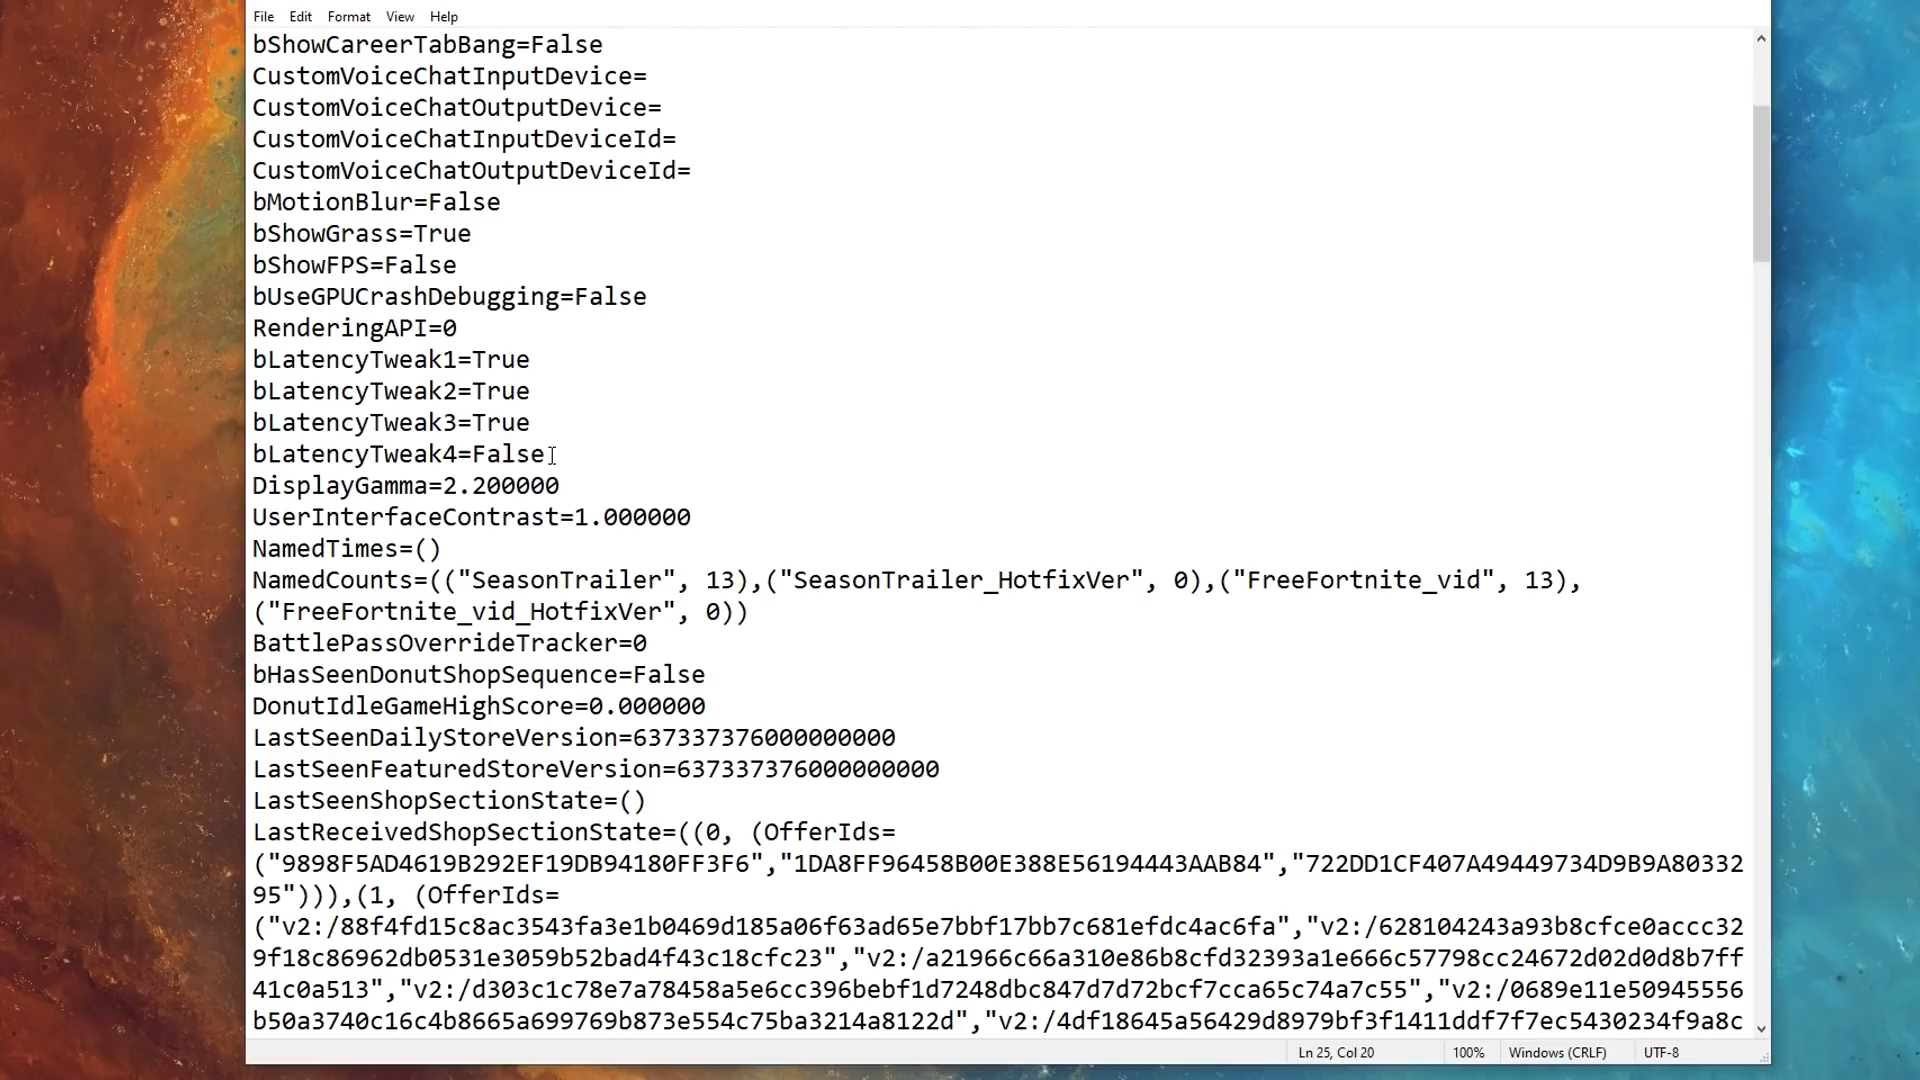 File Edit Format View Help
bShowCareerTabBang=False
CustomVoiceChatInputDevice=
CustomVoiceChatOutputDevice=
CustomVoiceChatInputDeviceId=
CustomVoiceChatOutputDeviceId=
bMotionBlur=False
bShowGrass=True
bShowFPS=False
bUseGPUCrashDebugging=False
RenderingAPI=0
bLatencyTweak1=True
bLatencyTweak2=True
bLatencyTweak3=True
bLatencyTweak4=False
DisplayGamma=2.200000
UserInterfaceContrast=1.000000
NamedTimes=()
NamedCounts=(("SeasonTrailer", 13),("SeasonTrailer_HotfixVer", 0),("FreeFortnite_vid", 13),
("FreeFortnite_vid_HotfixVer", 0))
BattlePassOverrideTracker=0
bHasSeenDonutShopSequence=False
DonutIdleGameHighScore=0.000000
LastSeenDailyStoreVersion=637337376000000000
LastSeenFeaturedStoreVersion=637337376000000000
LastSeenShopSectionState=()
LastReceivedShopSectionState=((0, (OfferIds=
("9898F5AD4619B292EF19DB94180FF3F6","1DA8FF96458B00E388E56194443AAB84","722DD1CF407A49449734D9B9A80332
95"))),(1, (OfferIds=
("v2:/88f4fd15c8ac3543fa3e1b0469d185a06f63ad65e7bbf17bb7c681efdc4ac6fa","v2:/628104243a93b8cfce0accc32
9f18c86962db0531e3059b52bad4f43c18cfc23","v2:/a21966c66a310e86b8cfd32393a1e666c57798cc24672d02d0d8b7ff
41c0a513","v2:/d303c1c78e7a78458a5e6cc396bebf1d7248dbc847d7d72bcf7cca65c74a7c55","v2:/0689e11e50945556
b50a3740c16c4b8665a699769b873e554c75ba3214a8122d","v2:/4df18645a56429d8979bf3f1411ddf7f7ec5430234f9a8c
Ln 25, Col 20 100% Windows (CRLF) UTF-8